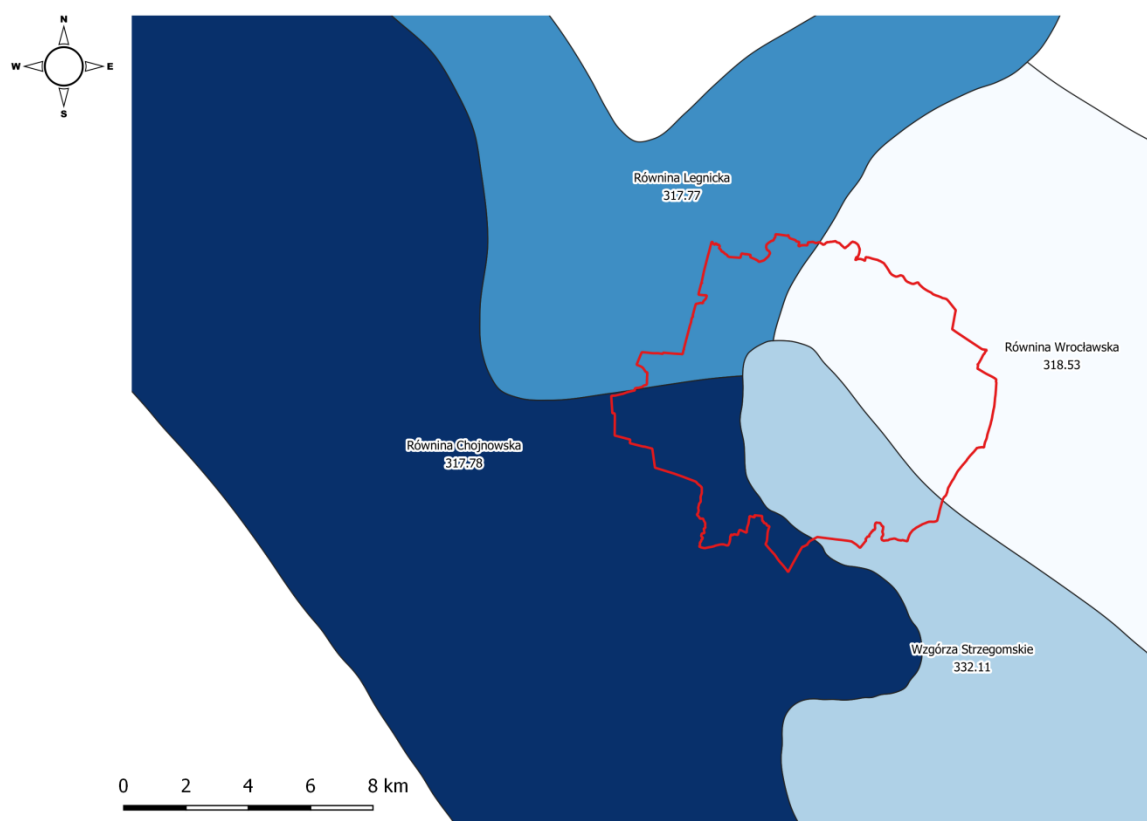 N
W
E
S
Równina Legnicka
317.77
Równina Wrocławska
318.53
Równina Chojnowska
317.78
Wzgórza Strzegomskie
332.11
0 2 4 6 8 km